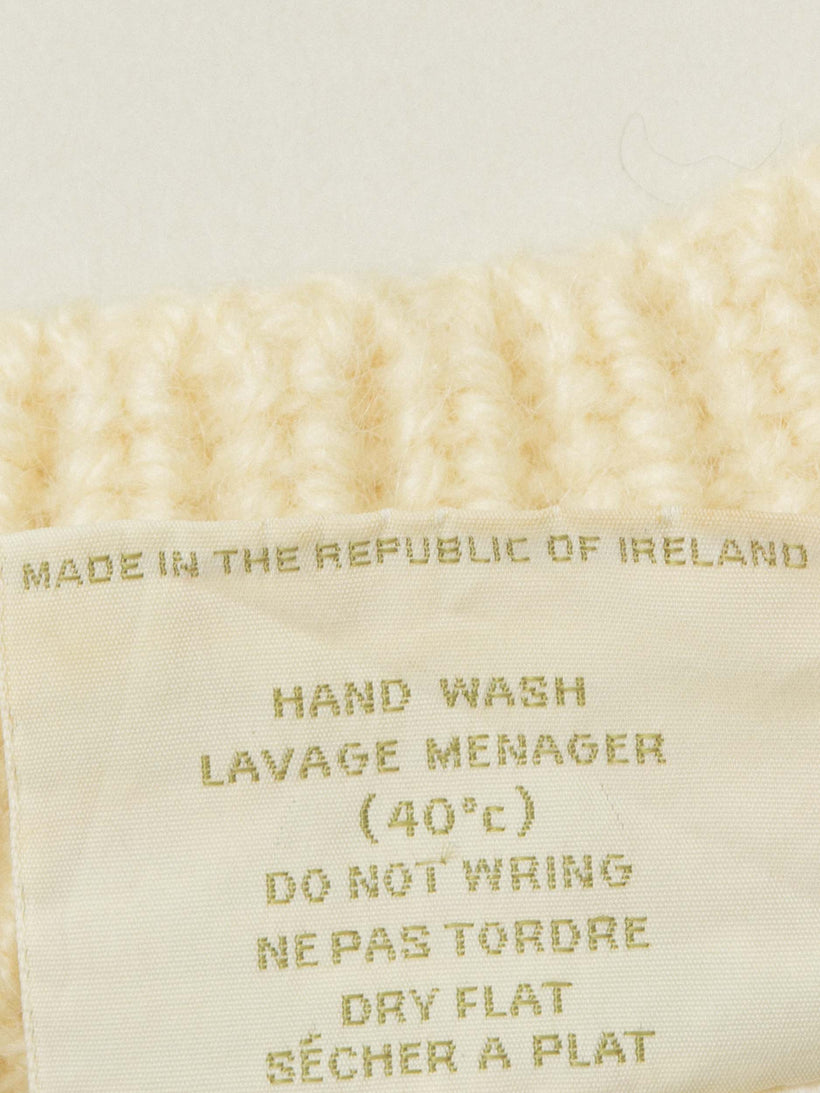 MADE IN THE REPUBLIC OF IRELAND
HAND WASH
LAVAGE MENAGER
(40°c)
DO NOT WRING
NE PAS TORDRE
DRY FLAT
SÉCHER A PLAT